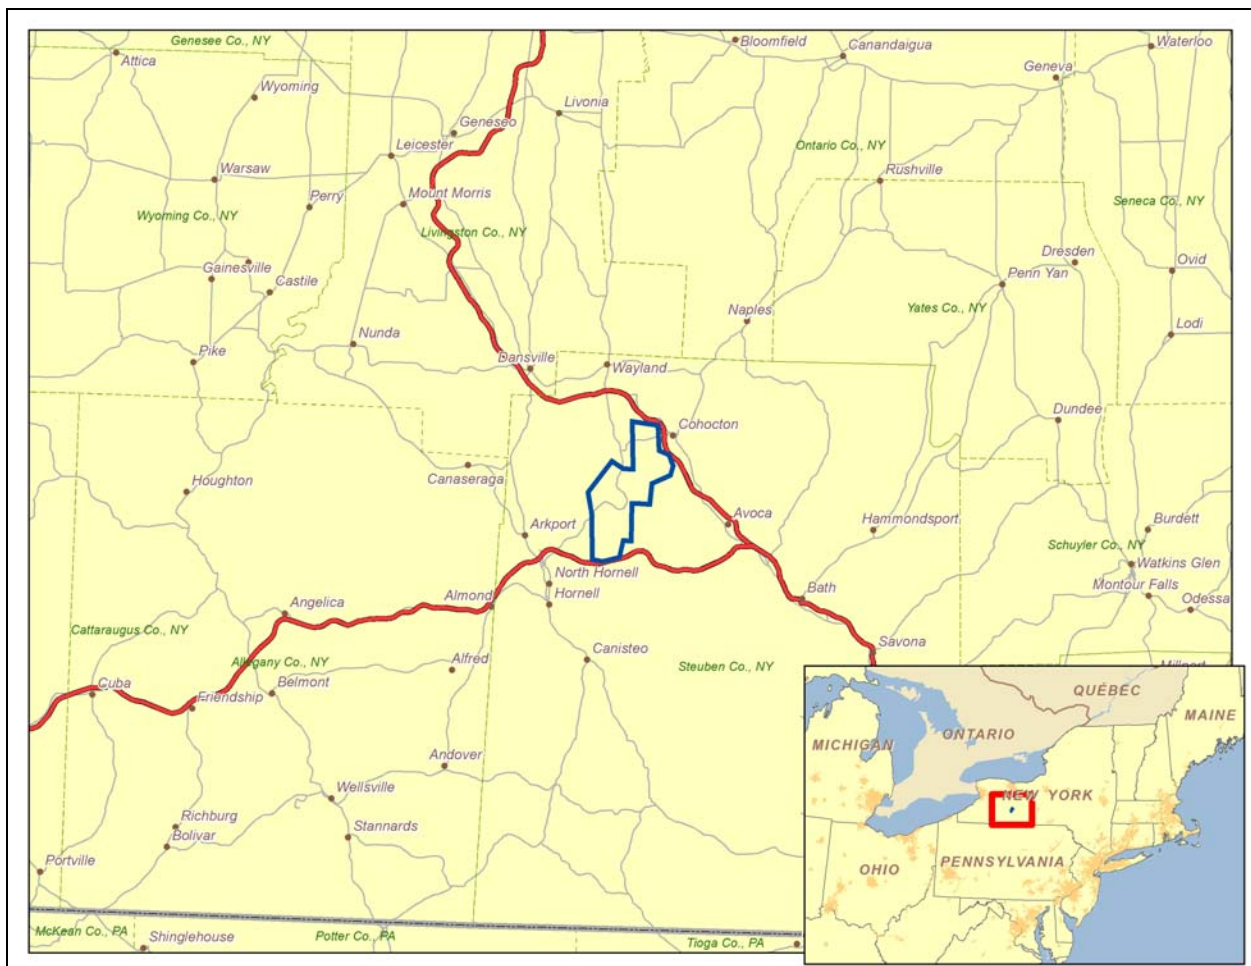 Genesee Co., NY
Bloomfield
Canandaigua
Waterloo
Attica
Geneva
Wyoming
Livonia
Geneseo
Leicester
Ontario Co., NY
Warsaw
Rushville
Perry
Mount Morris
Seneca Co., NY
Wyoming Co., NY
Livingston Co., NY
Dresden
Ovid
Gainesville
Penn Yan
Castile
Naples
Yates Co., NY
Lodi
Nunda
Pike
Dansville
Wayland
Dundee
Cohocton
Houghton
Canaseraga
Avoca
Hammondsport
Burdett
Arkport
Schuyler Co., NY
Watkins Glen
North Hornell
Montour Falls
Hornell
Almond
Bath
Odessa
Angelica
Cattaraugus Co., NY
Savona
Canisteo
Allegany Co., NY
Alfred
Steuben Co., NY
Cuba
Belmont
Friendship
Andover
Wellsville
Richburg
Stannards
Bolivar
Portville
McKean Co., PA
Shinglehouse
Potter Co., PA
Tioga Co., PA
QUÉBEC
MAINE
ONTARIO
MICHIGAN
NEW YORK
PENNSYLVANIA
OHIO